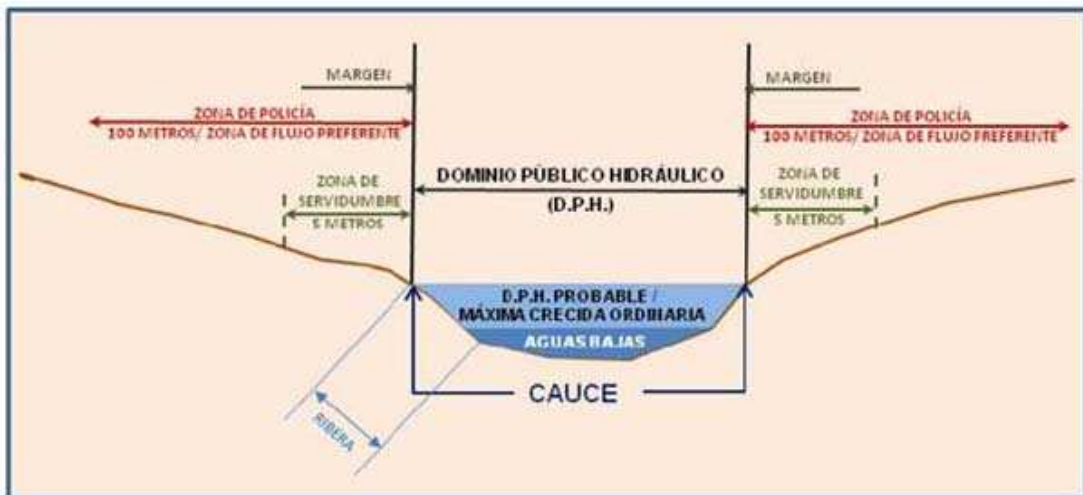 MARGEN
MARGEN
ZONA DE POLICÍA
100 METROS/ ZONA DE FLUJO PREFERENTE
ZONA DE POLICÍA
100 METROS/ ZONA DE FLUJO PREFERENTE
ZONA DE
SERVIDUMBRE
5 METROS
DOMINIO PÚBLICO HIDRÁULICO
(D.P.H.)
ZONA DE
SERVIDUMBRE
5 METROS
D.P.H. PROBABLE /
MÁXIMA CRECIDA ORDINARIA
AGUAS BAJAS
CAUCE
RIBERA